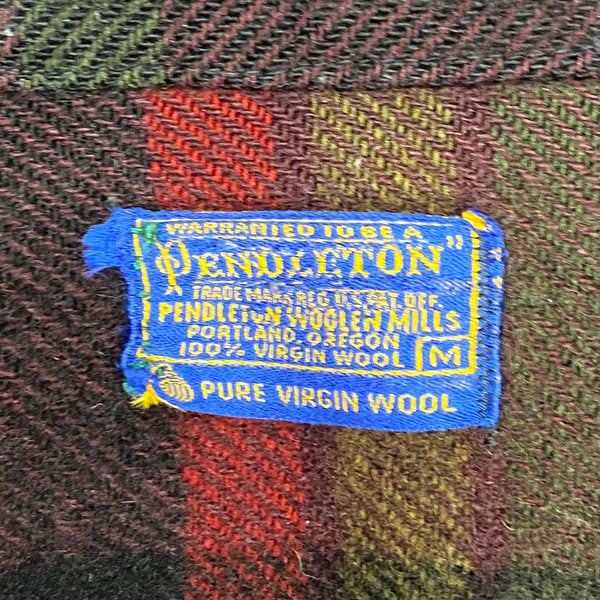 WARRANTED TO BE A
"PENDLETON"
TRADE MARK REG. U.S. PAT. OFF.
PENDLETON WOOLEN MILLS
PORTLAND, OREGON
100% VIRGIN WOOL M
PURE VIRGIN WOOL